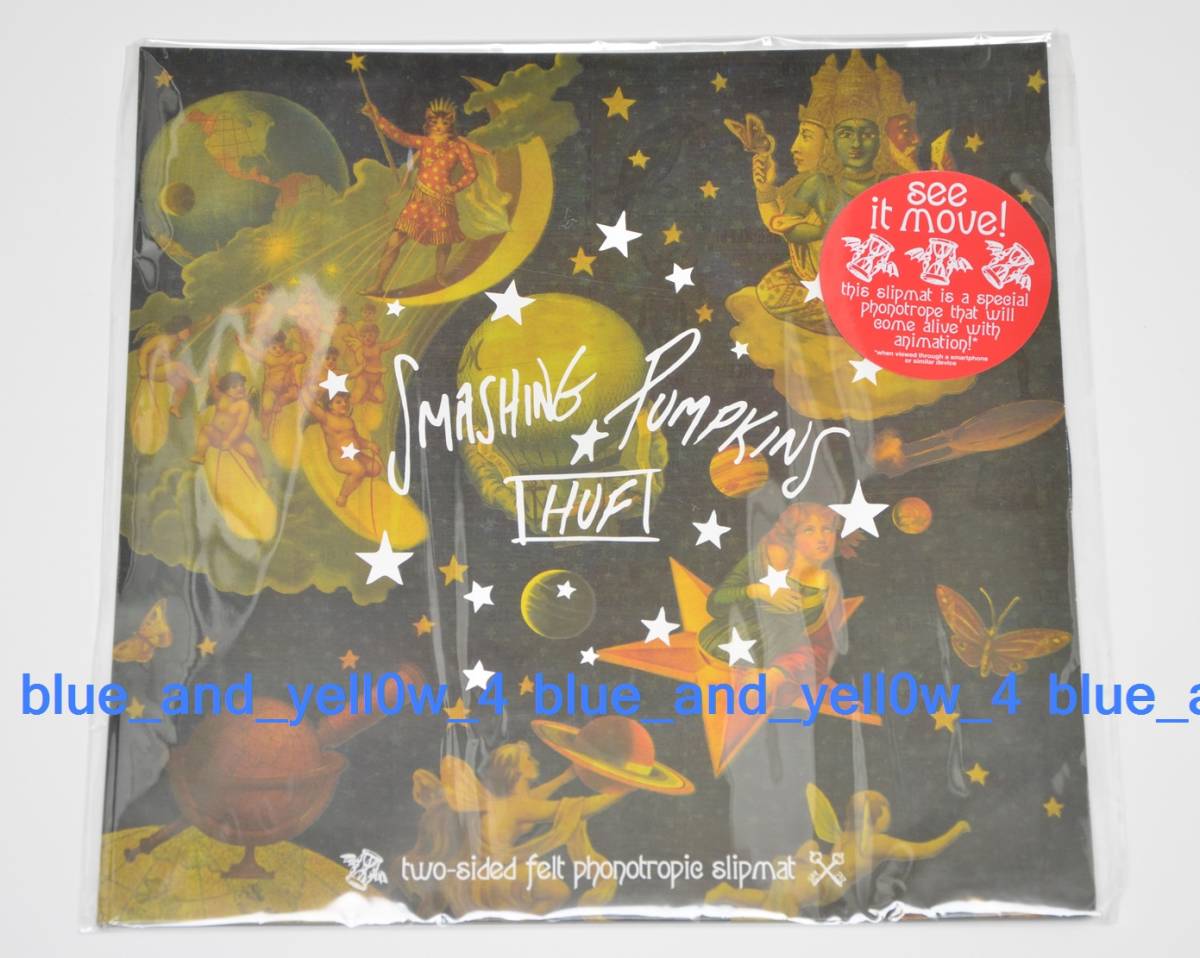 see
it move!
this slipmat is a special
phonotrope that will
come alive with
animation!*
*when viewed through a smartphone
or similar device
SMASHING PUMPKINS
HUF
blue_and_yell0w_4 blue_and_yell0w_4 blue_a
two-sided felt phonotropic slipmat